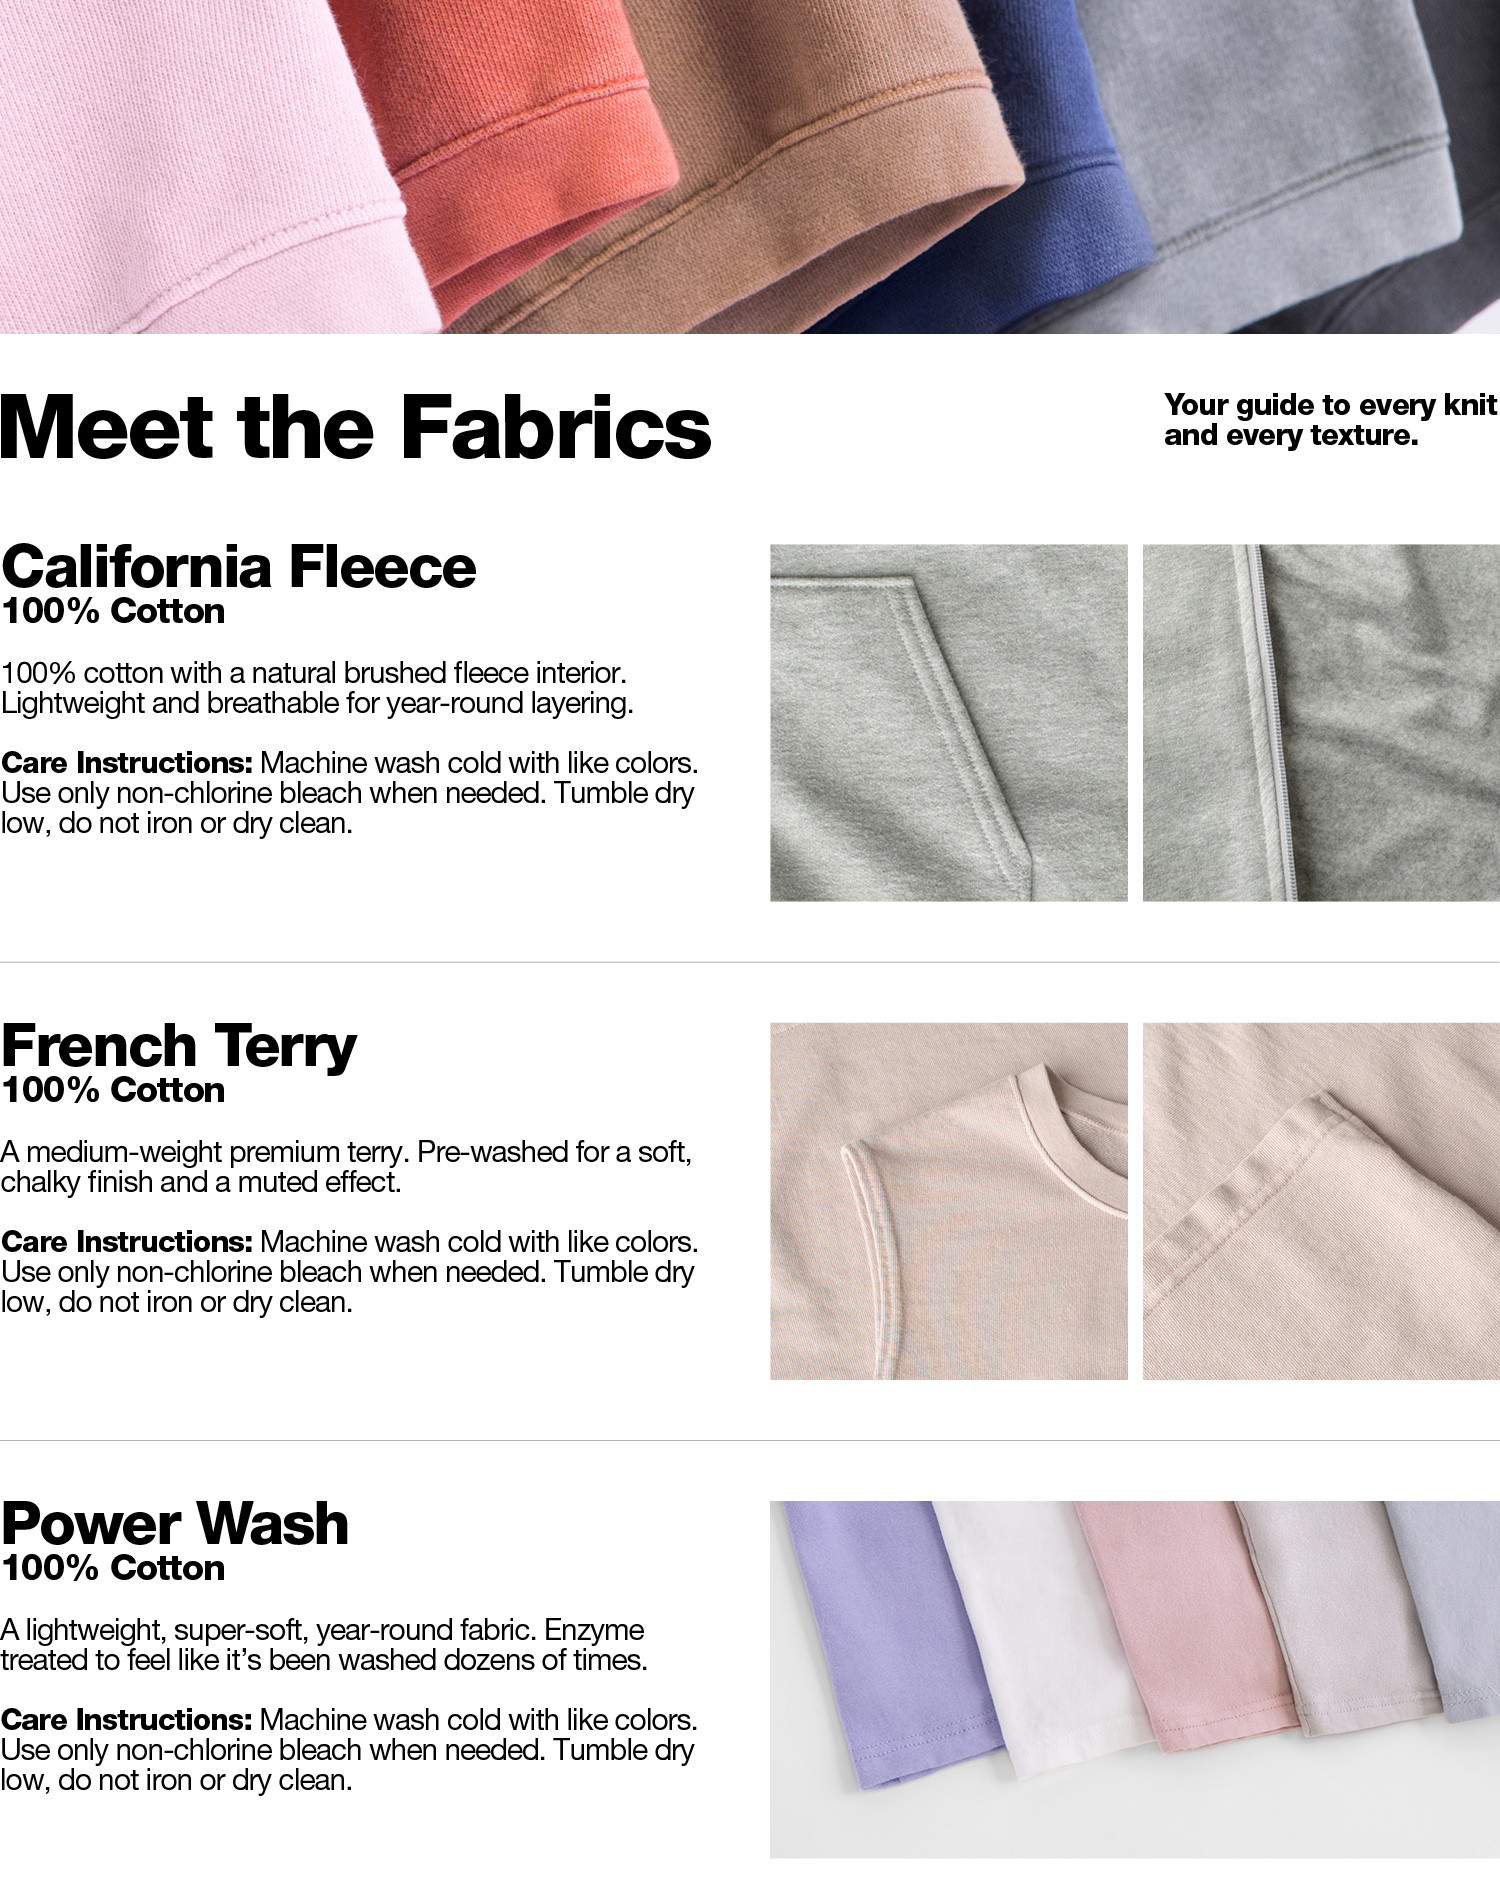 Meet the Fabrics
Your guide to every knit
and every texture.
California Fleece
100% Cotton
100% cotton with a natural brushed fleece interior.
Lightweight and breathable for year-round layering.
Care Instructions: Machine wash cold with like colors.
Use only non-chlorine bleach when needed. Tumble dry
low, do not iron or dry clean.
French Terry
100% Cotton
A medium-weight premium terry. Pre-washed for a soft,
chalky finish and a muted effect.
Care Instructions: Machine wash cold with like colors.
Use only non-chlorine bleach when needed. Tumble dry
low, do not iron or dry clean.
Power Wash
100% Cotton
A lightweight, super-soft, year-round fabric. Enzyme
treated to feel like it’s been washed dozens of times.
Care Instructions: Machine wash cold with like colors.
Use only non-chlorine bleach when needed. Tumble dry
low, do not iron or dry clean.